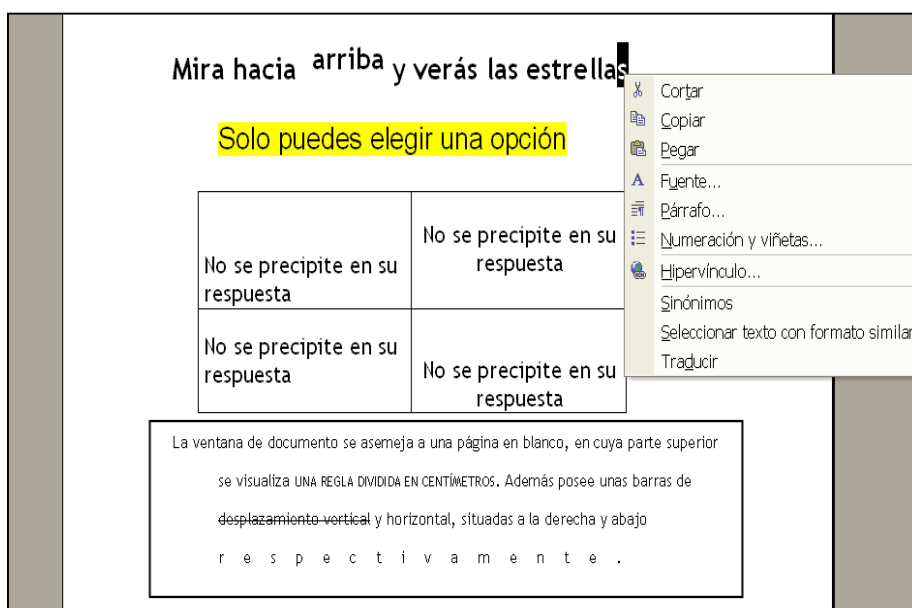 Mira hacia arriba y verás las estrellas
Solo puedes elegir una opción
No se precipite en su
respuesta
No se precipite en su
respuesta
No se precipite en su
respuesta
No se precipite en su
respuesta
La ventana de documento se asemeja a una página en blanco, en cuya parte superior
se visualiza UNA REGLA DIVIDIDA EN CENTÍMETROS. Además posee unas barras de
desplazamiento vertical y horizontal, situadas a la derecha y abajo
r e s p e c t i v a m e n t e .
Cortar
Copiar
Pegar
Fuente...
Párrafo...
Numeración y viñetas...
Hipervínculo...
Sinónimos
Seleccionar texto con formato similar
Traducir